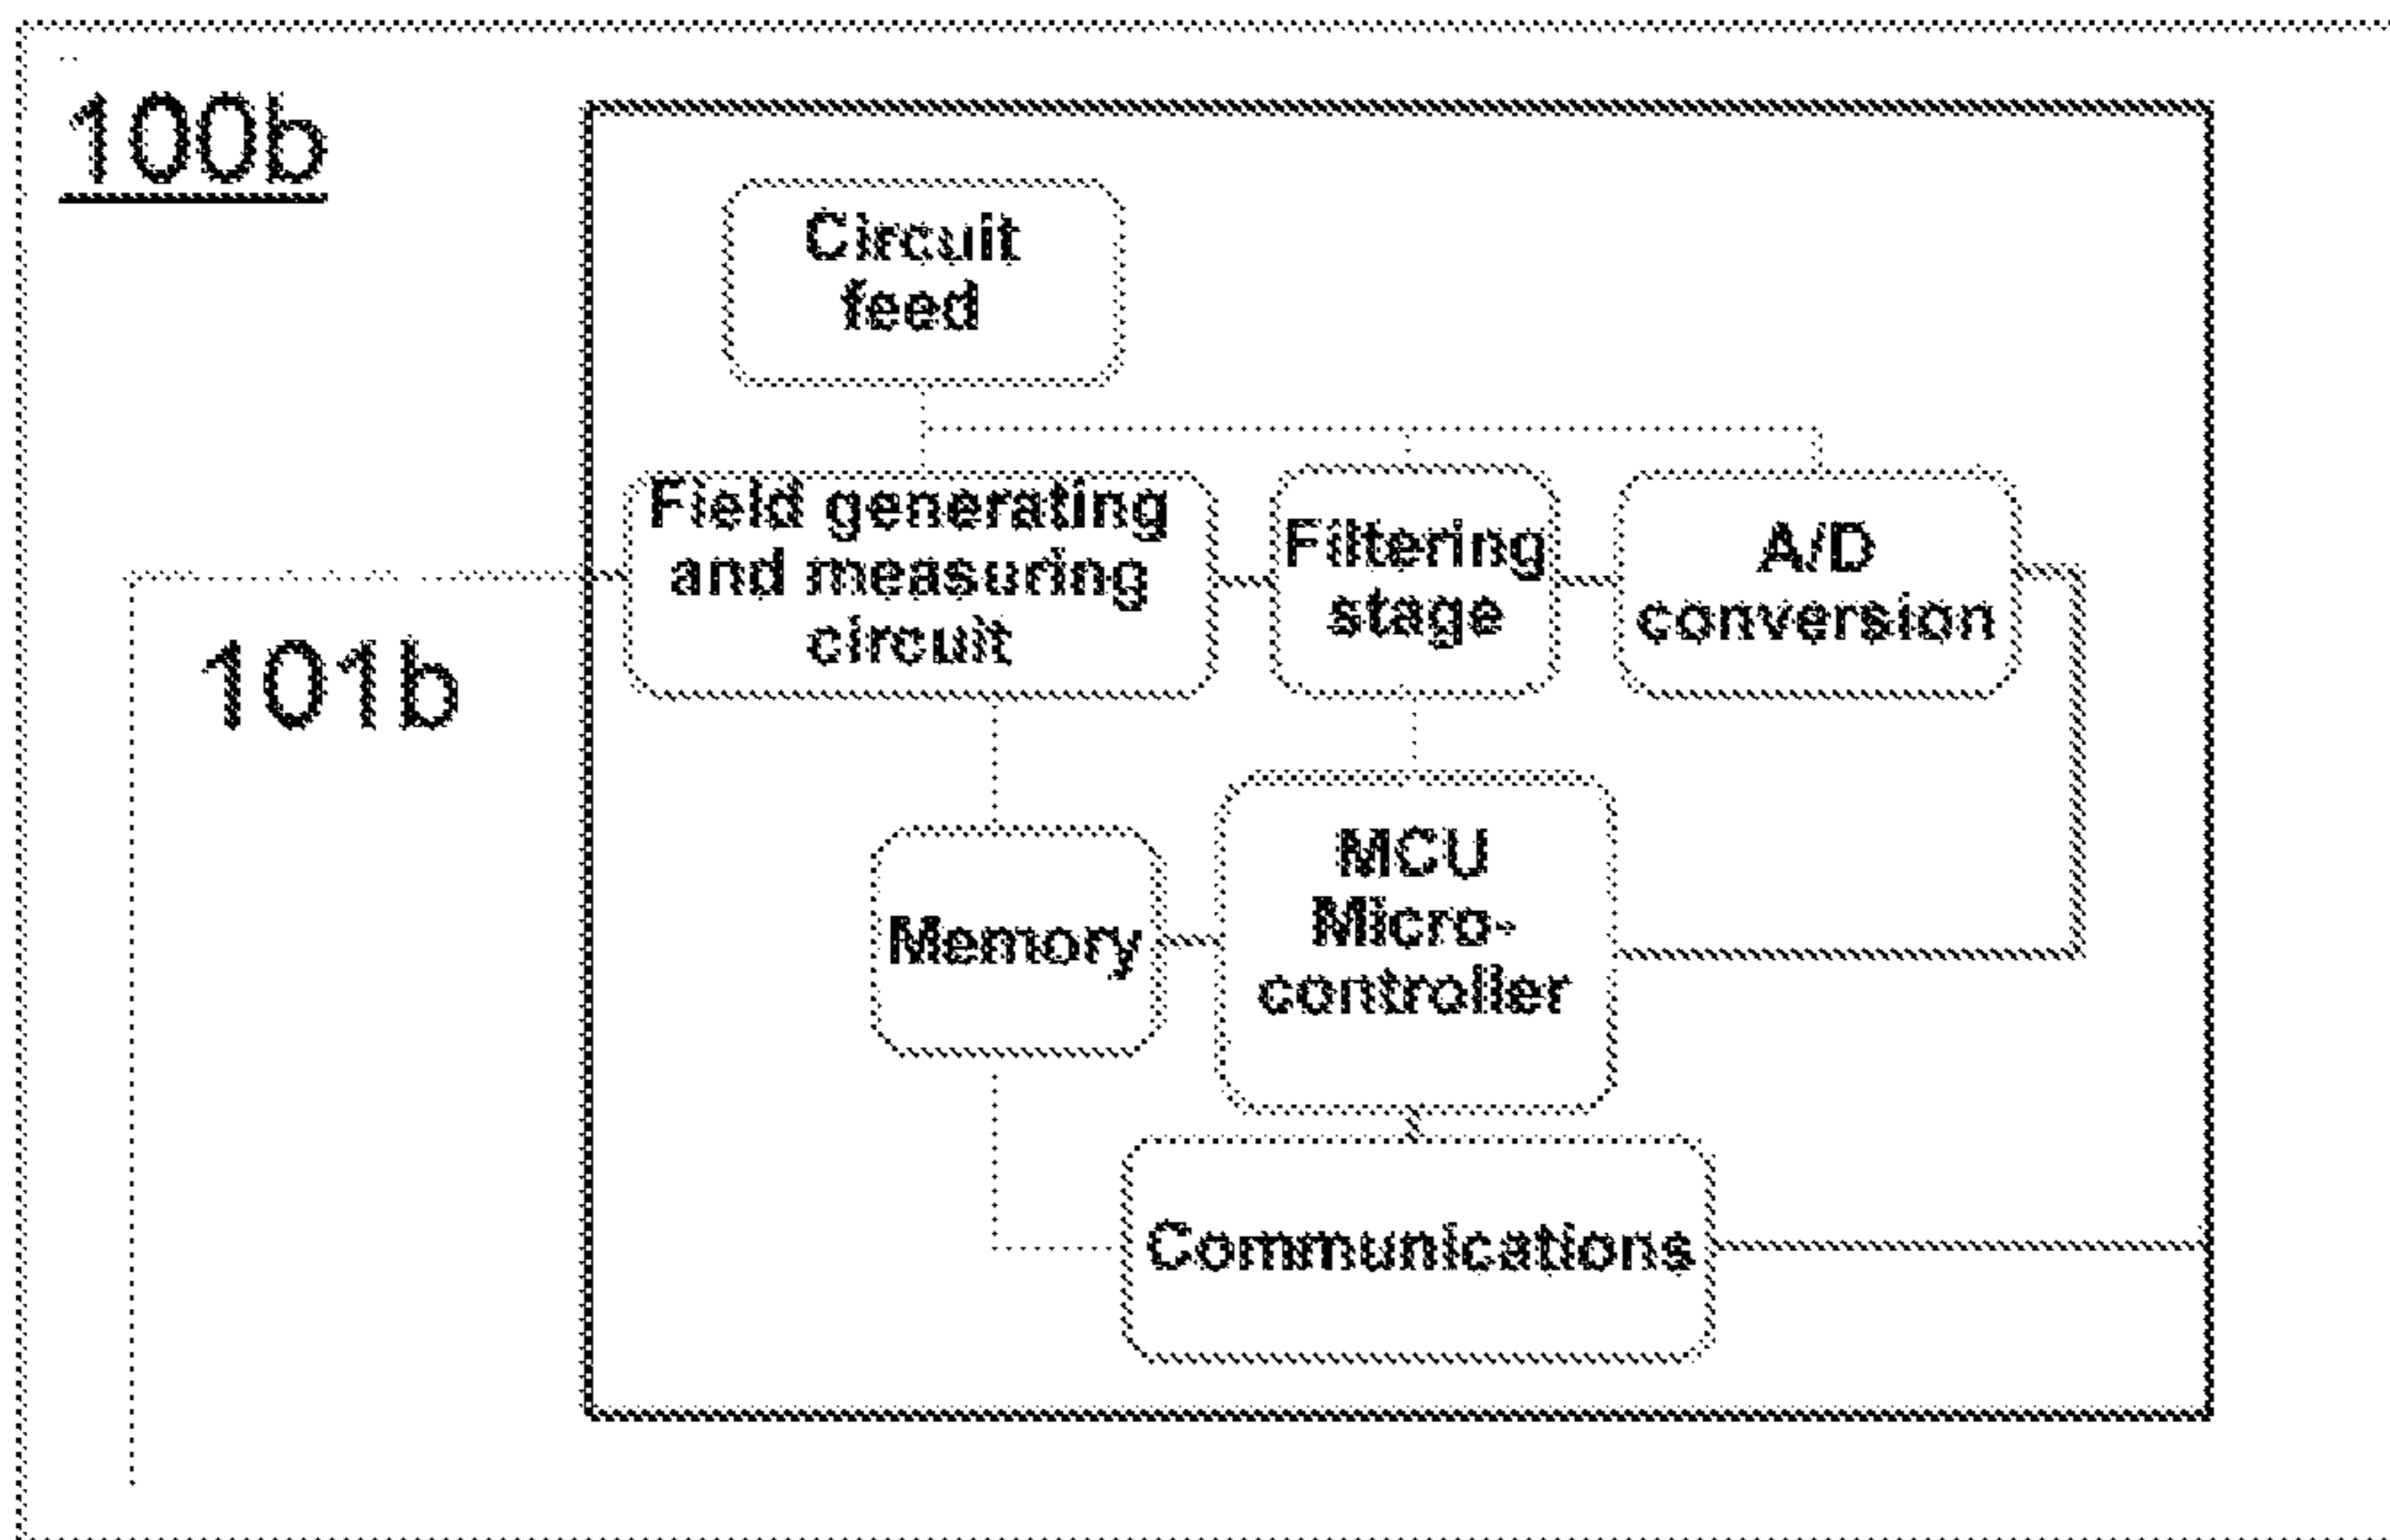 100b
Circuit
feed
Field generating
and measuring
circuit
Filtering
stage
A/D
conversion
101b
Memory
MCU
Micro-
controller
Communications